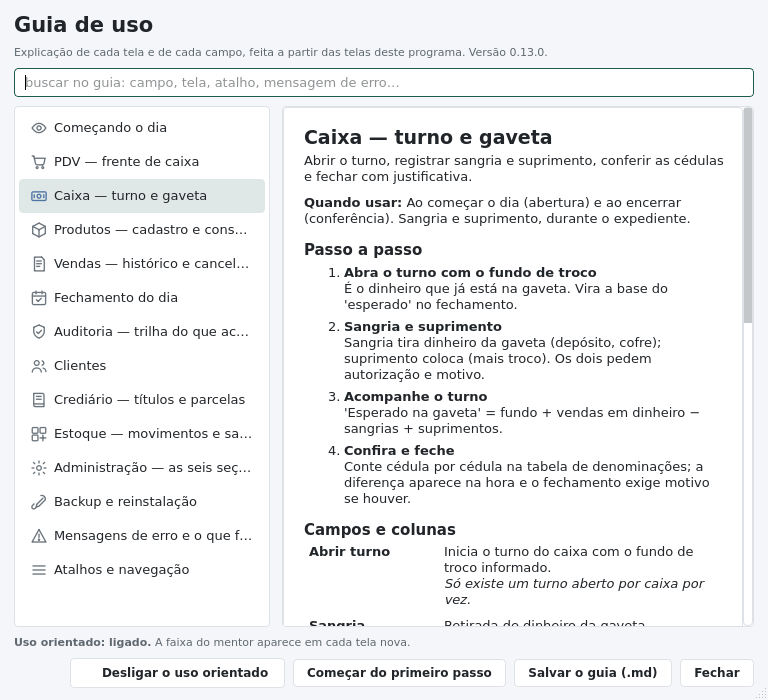 Guia de uso
Explicação de cada tela e de cada campo, feita a partir das telas deste programa. Versão 0.13.0.
buscar no guia: campo, tela, atalho, mensagem de erro...
Começando o dia
PDV — frente de caixa
Caixa — turno e gaveta
Produtos — cadastro e cons...
Vendas — histórico e cancel...
Fechamento do dia
Auditoria — trilha do que ac...
Clientes
Crediário — títulos e parcelas
Estoque — movimentos e sa...
Administração — as seis seç...
Backup e reinstalação
Mensagens de erro e o que f...
Atalhos e navegação
Caixa — turno e gaveta
Abrir o turno, registrar sangria e suprimento, conferir as cédulas
e fechar com justificativa.
Quando usar: Ao começar o dia (abertura) e ao encerrar
(conferência). Sangria e suprimento, durante o expediente.
Passo a passo
1. Abra o turno com o fundo de troco
É o dinheiro que já está na gaveta. Vira a base do
'esperado' no fechamento.
2. Sangria e suprimento
Sangria tira dinheiro da gaveta (depósito, cofre);
suprimento coloca (mais troco). Os dois pedem
autorização e motivo.
3. Acompanhe o turno
'Esperado na gaveta' = fundo + vendas em dinheiro −
sangrias + suprimentos.
4. Confira e feche
Conte cédula por cédula na tabela de denominações; a
diferença aparece na hora e o fechamento exige motivo
se houver.
Campos e colunas
Abrir turno
Inicia o turno do caixa com o fundo de
troco informado.
Só existe um turno aberto por caixa por
vez.
Sangria
Retirada de dinheiro da gaveta
Uso orientado: ligado. A faixa do mentor aparece em cada tela nova.
Desligar o uso orientado
Começar do primeiro passo
Salvar o guia (.md)
Fechar